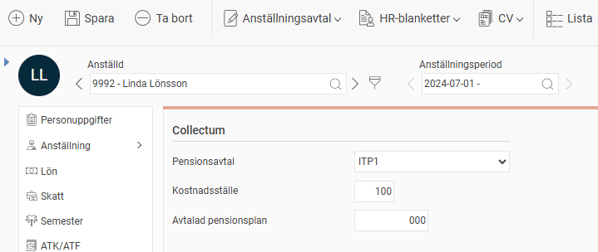 Ny Spara Ta bort Anställningsavtal HR-blanketter CV Lista
LL
Anställd Anställningsperiod
9992 - Linda Lönsson 2024-07-01 -
Personuppgifter
Anställning
Lön
Skatt
Semester
ATK/ATF
Collectum
Pensionsavtal ITP1
Kostnadsställe 100
Avtalad pensionsplan 000